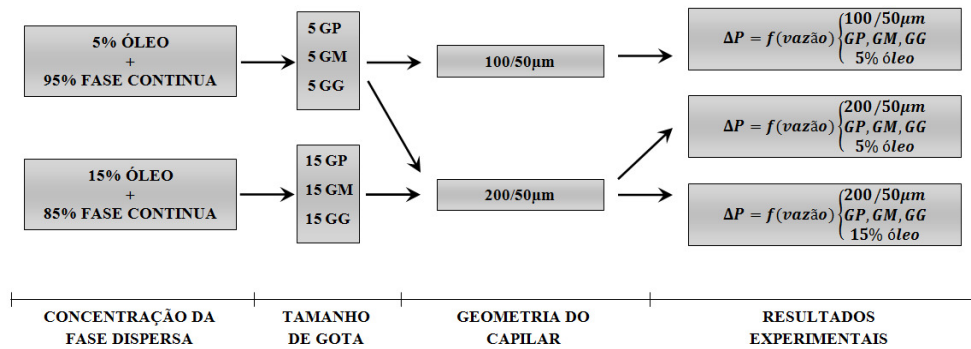 5% ÓLEO
+
95% FASE CONTINUA
5 GP
5 GM
5 GG
100/50µm
ΔP = f(vazão) {100/50µm
GP, GM, GG
5% óleo
15% ÓLEO
+
85% FASE CONTINUA
15 GP
15 GM
15 GG
200/50µm
ΔP = f(vazão) {200/50µm
GP, GM, GG
5% óleo
ΔP = f(vazão) {200/50µm
GP, GM, GG
15% óleo
CONCENTRAÇÃO DA
FASE DISPERSA
TAMANHO
DE GOTA
GEOMETRIA DO
CAPILAR
RESULTADOS
EXPERIMENTAIS